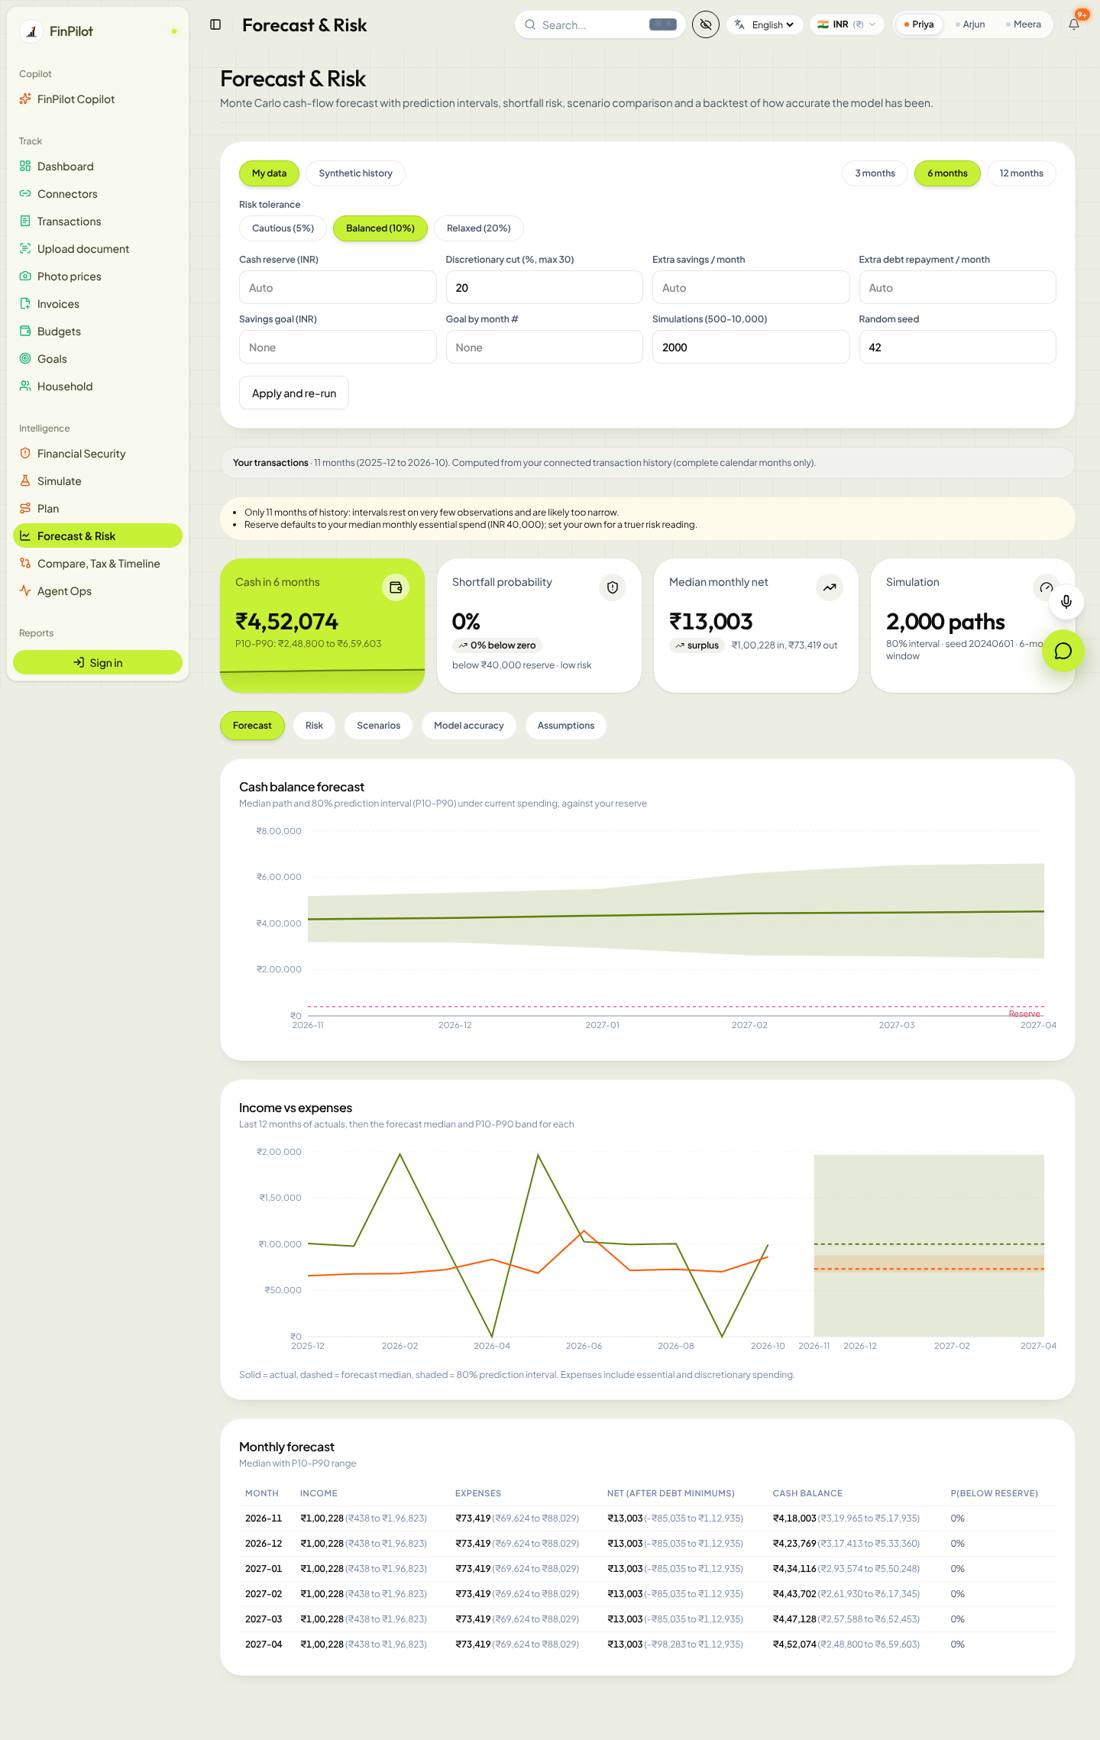 FinPilot
Copilot
FinPilot Copilot
Track
Dashboard
Connectors
Transactions
Upload document
Photo prices
Invoices
Budgets
Goals
Household
Intelligence
Financial Security
Simulate
Plan
Forecast & Risk
Compare, Tax & Timeline
Agent Ops
Reports
Sign in
Forecast & Risk
Search...
English
INR (₹)
Priya
Arjun
Meera
9+
Forecast & Risk
Monte Carlo cash-flow forecast with prediction intervals, shortfall risk, scenario comparison and a backtest of how accurate the model has been.
My data
Synthetic history
3 months
6 months
12 months
Risk tolerance
Cautious (5%)
Balanced (10%)
Relaxed (20%)
Cash reserve (INR)
Discretionary cut (%, max 30)
Extra savings / month
Extra debt repayment / month
Auto
20
Auto
Auto
Savings goal (INR)
Goal by month #
Simulations (500-10,000)
Random seed
None
None
2000
42
Apply and re-run
Your transactions · 11 months (2025-12 to 2026-10). Computed from your connected transaction history (complete calendar months only).
• Only 11 months of history: intervals rest on very few observations and are likely too narrow.
• Reserve defaults to your median monthly essential spend (INR 40,000); set your own for a truer risk reading.
Cash in 6 months
₹4,52,074
P10-P90: ₹2,48,800 to ₹6,59,603
Shortfall probability
0%
0% below zero
below ₹40,000 reserve · low risk
Median monthly net
₹13,003
surplus
₹1,00,228 in, ₹73,419 out
Simulation
2,000 paths
80% interval · seed 20240601 · 6-mo
window
Forecast
Risk
Scenarios
Model accuracy
Assumptions
Cash balance forecast
Median path and 80% prediction interval (P10-P90) under current spending, against your reserve
₹8,00,000
₹6,00,000
₹4,00,000
₹2,00,000
₹0
Reserve
2026-11
2026-12
2027-01
2027-02
2027-03
2027-04
Income vs expenses
Last 12 months of actuals, then the forecast median and P10-P90 band for each
₹2,00,000
₹1,50,000
₹1,00,000
₹50,000
₹0
2025-12
2026-02
2026-04
2026-06
2026-08
2026-10
2026-11
2026-12
2027-02
2027-04
Solid = actual, dashed = forecast median, shaded = 80% prediction interval. Expenses include essential and discretionary spending.
Monthly forecast
Median with P10-P90 range
MONTH INCOME EXPENSES NET (AFTER DEBT MINIMUMS) CASH BALANCE P(BELOW RESERVE)
2026-11 ₹1,00,228 (₹438 to ₹1,96,823) ₹73,419 (₹69,624 to ₹88,029) ₹13,003 (-₹85,035 to ₹1,12,935) ₹4,18,003 (₹3,19,965 to ₹5,17,935) 0%
2026-12 ₹1,00,228 (₹438 to ₹1,96,823) ₹73,419 (₹69,624 to ₹88,029) ₹13,003 (-₹85,035 to ₹1,12,935) ₹4,23,769 (₹3,17,413 to ₹5,33,360) 0%
2027-01 ₹1,00,228 (₹438 to ₹1,96,823) ₹73,419 (₹69,624 to ₹88,029) ₹13,003 (-₹85,035 to ₹1,12,935) ₹4,34,116 (₹2,93,574 to ₹5,50,248) 0%
2027-02 ₹1,00,228 (₹438 to ₹1,96,823) ₹73,419 (₹69,624 to ₹88,029) ₹13,003 (-₹85,035 to ₹1,12,935) ₹4,43,702 (₹2,61,930 to ₹6,17,345) 0%
2027-03 ₹1,00,228 (₹438 to ₹1,96,823) ₹73,419 (₹69,624 to ₹88,029) ₹13,003 (-₹85,035 to ₹1,12,935) ₹4,47,128 (₹2,57,588 to ₹6,52,453) 0%
2027-04 ₹1,00,228 (₹438 to ₹1,96,823) ₹73,419 (₹69,624 to ₹88,029) ₹13,003 (-₹98,283 to ₹1,12,935) ₹4,52,074 (₹2,48,800 to ₹6,59,603) 0%